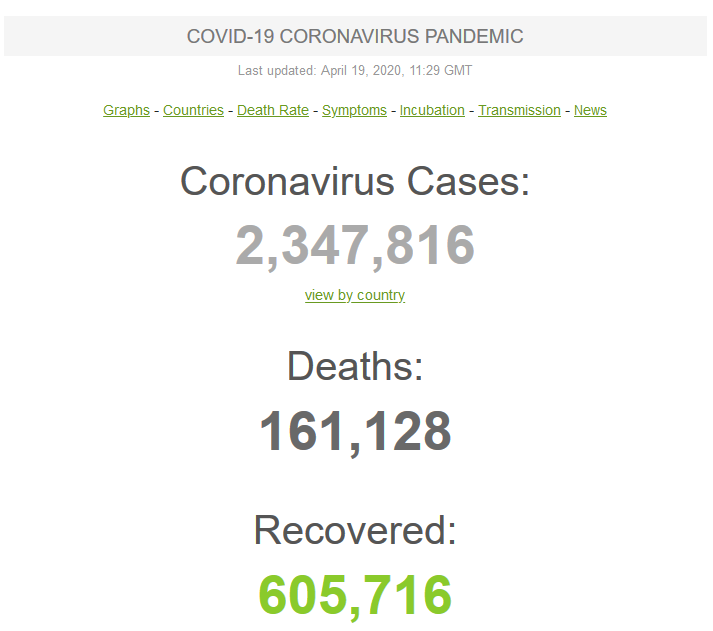 COVID-19 CORONAVIRUS PANDEMIC
Last updated: April 19, 2020, 11:29 GMT
Graphs - Countries - Death Rate - Symptoms - Incubation - Transmission - News
Coronavirus Cases:
2,347,816
view by country
Deaths:
161,128
Recovered:
605,716